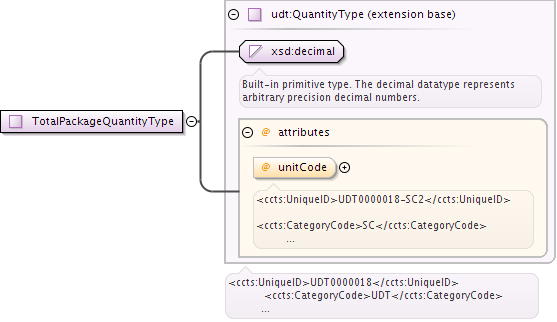 udt:QuantityType (extension base)
xsd:decimal
Built-in primitive type. The decimal datatype represents
arbitrary precision decimal numbers.
TotalPackageQuantityType
@ attributes
@ unitCode
<ccts:UniqueID>UDT0000018-SC2</ccts:UniqueID>
<ccts:CategoryCode>SC</ccts:CategoryCode>
...
<ccts:UniqueID>UDT0000018</ccts:UniqueID>
<ccts:CategoryCode>UDT</ccts:CategoryCode>
...